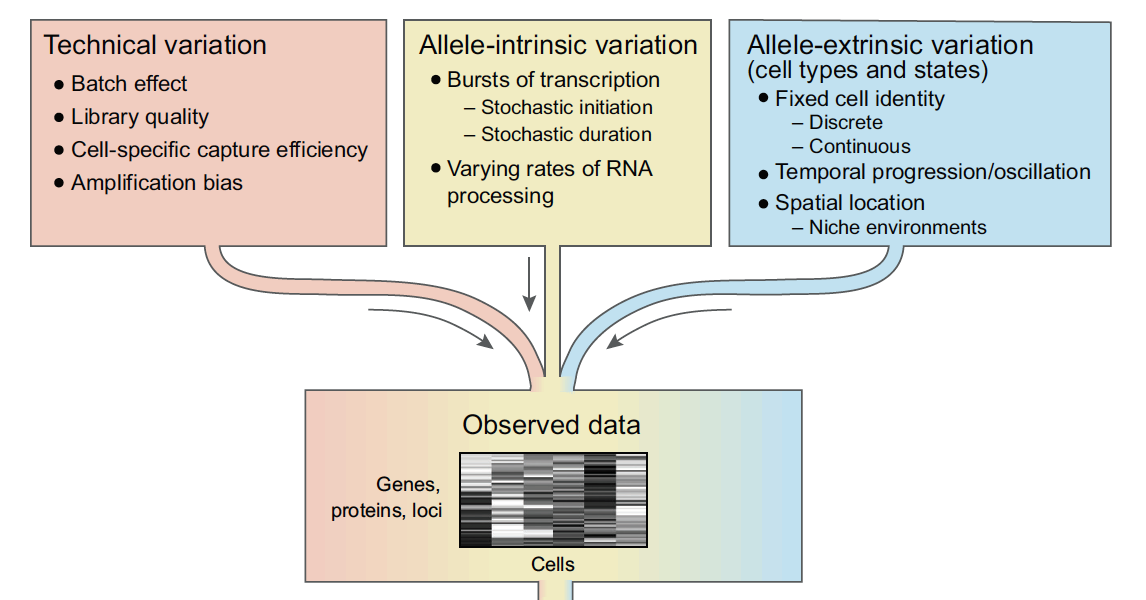 Technical variation
● Batch effect
● Library quality
● Cell-specific capture efficiency
● Amplification bias
Allele-intrinsic variation
● Bursts of transcription
– Stochastic initiation
– Stochastic duration
● Varying rates of RNA
processing
Allele-extrinsic variation
(cell types and states)
● Fixed cell identity
– Discrete
– Continuous
● Temporal progression/oscillation
● Spatial location
– Niche environments
Observed data
Genes,
proteins, loci
Cells